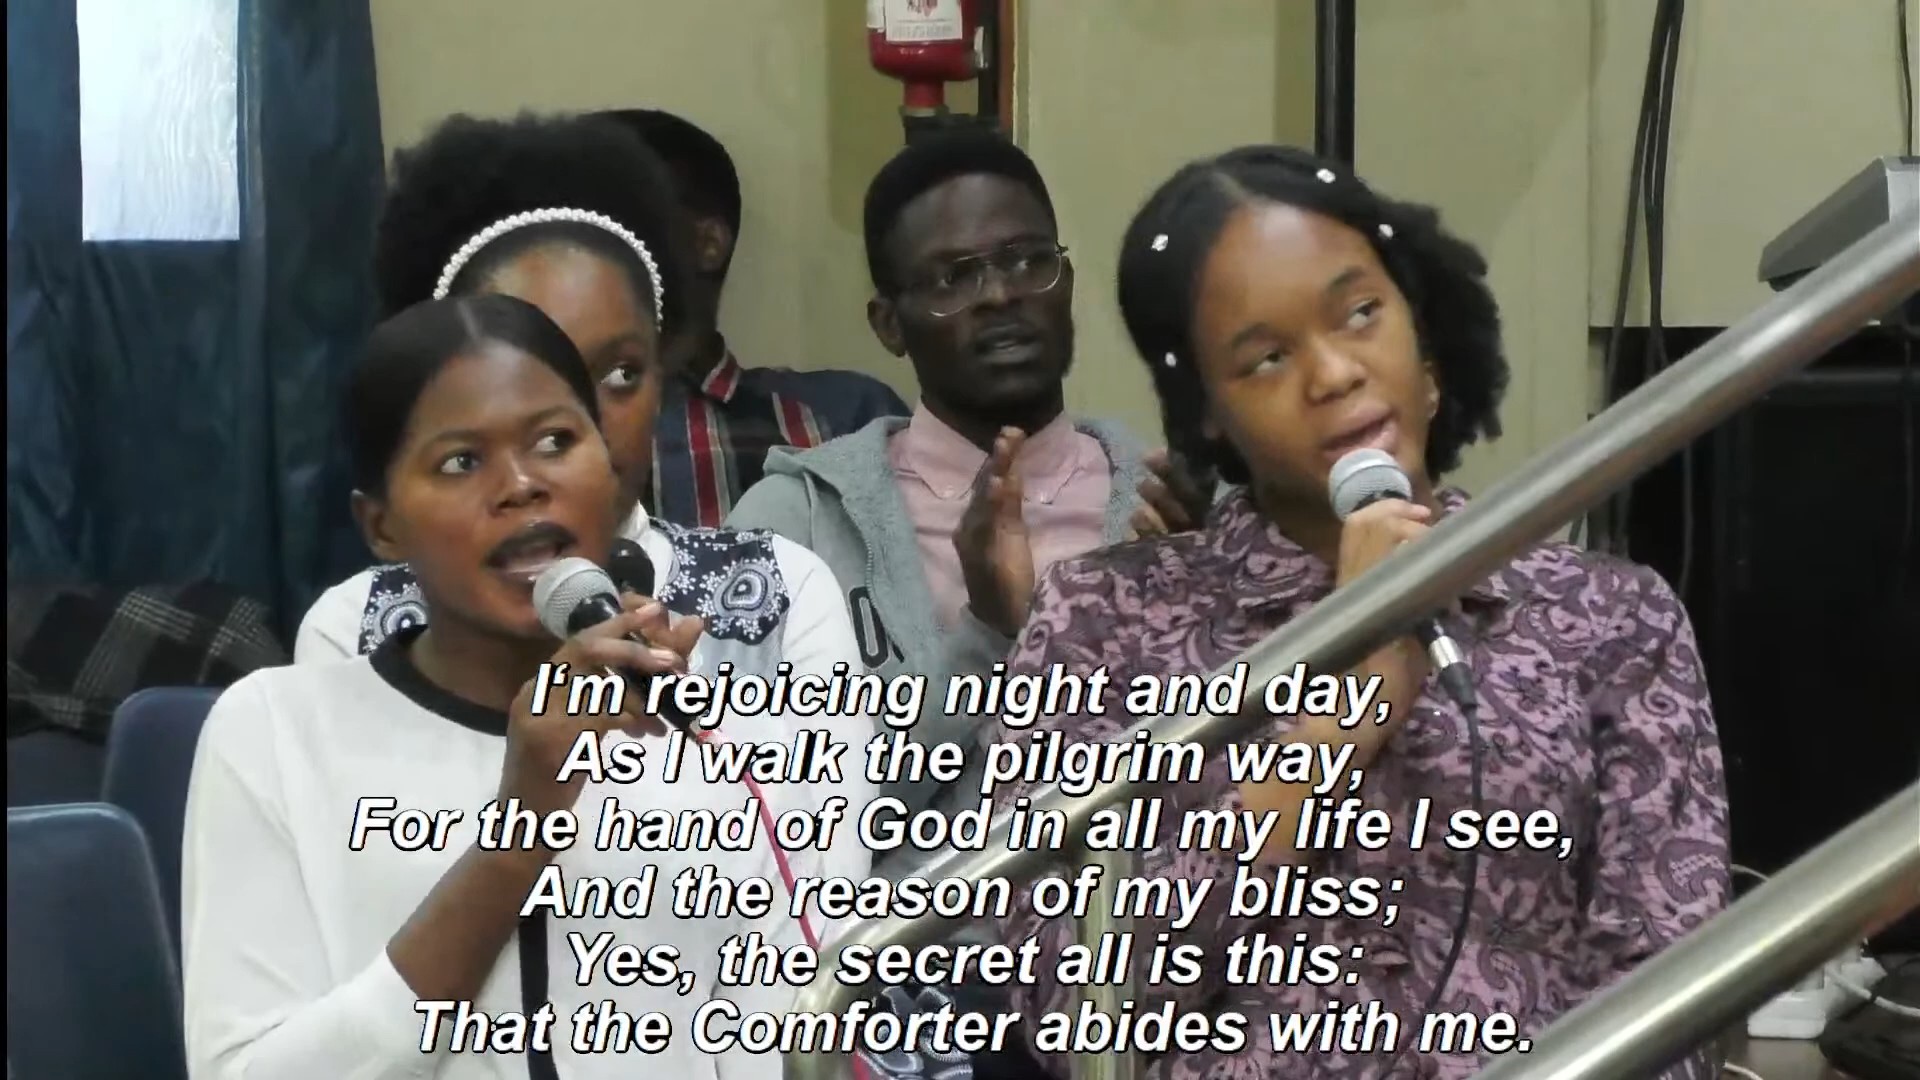 I‘m rejoicing night and day,
As I walk the pilgrim way,
For the hand of God in all my life I see,
And the reason of my bliss;
Yes, the secret all is this:
That the Comforter abides with me.